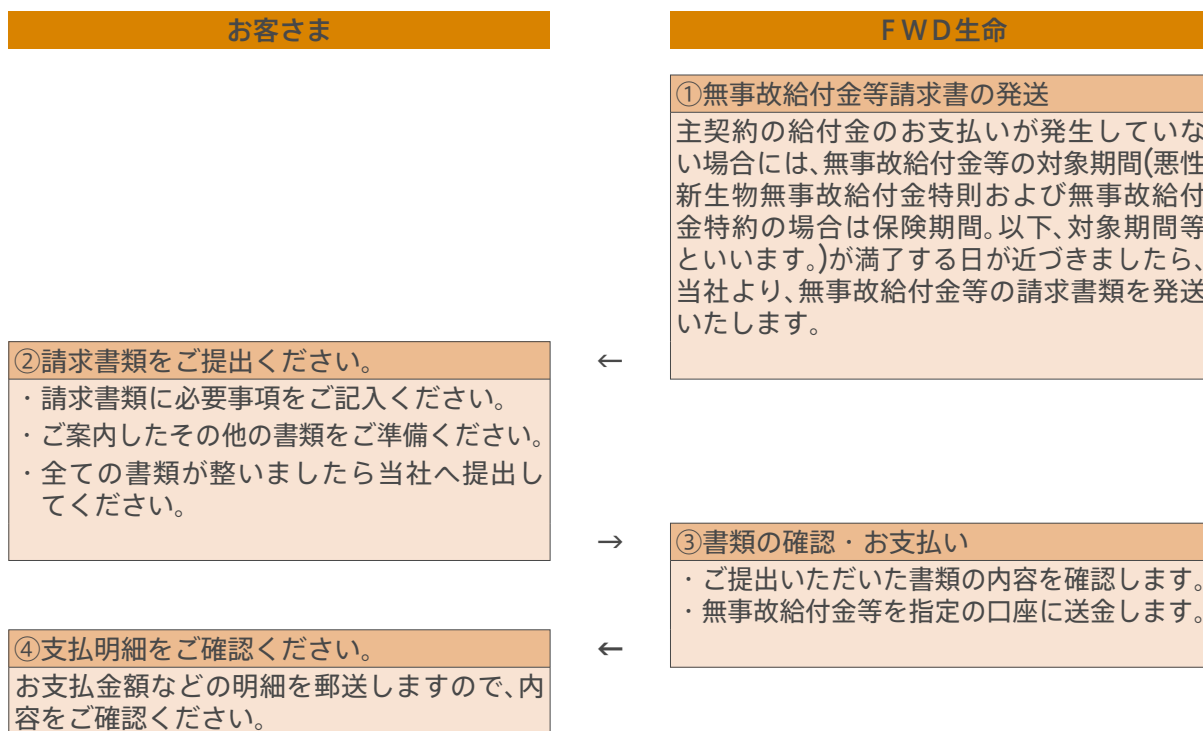 お客さま
ＦＷＤ生命
①無事故給付金等請求書の発送
主契約の給付金のお支払いが発生していな
い場合には、無事故給付金等の対象期間(悪性
新生物無事故給付金特則および無事故給付
金特約の場合は保険期間。以下、対象期間等
といいます。)が満了する日が近づきましたら、
当社より、無事故給付金等の請求書類を発送
いたします。
←
②請求書類をご提出ください。
・請求書類に必要事項をご記入ください。
・ご案内したその他の書類をご準備ください。
・全ての書類が整いましたら当社へ提出し
てください。
→
③書類の確認・お支払い
・ご提出いただいた書類の内容を確認します。
・無事故給付金等を指定の口座に送金します。
←
④支払明細をご確認ください。
お支払金額などの明細を郵送しますので、内
容をご確認ください。